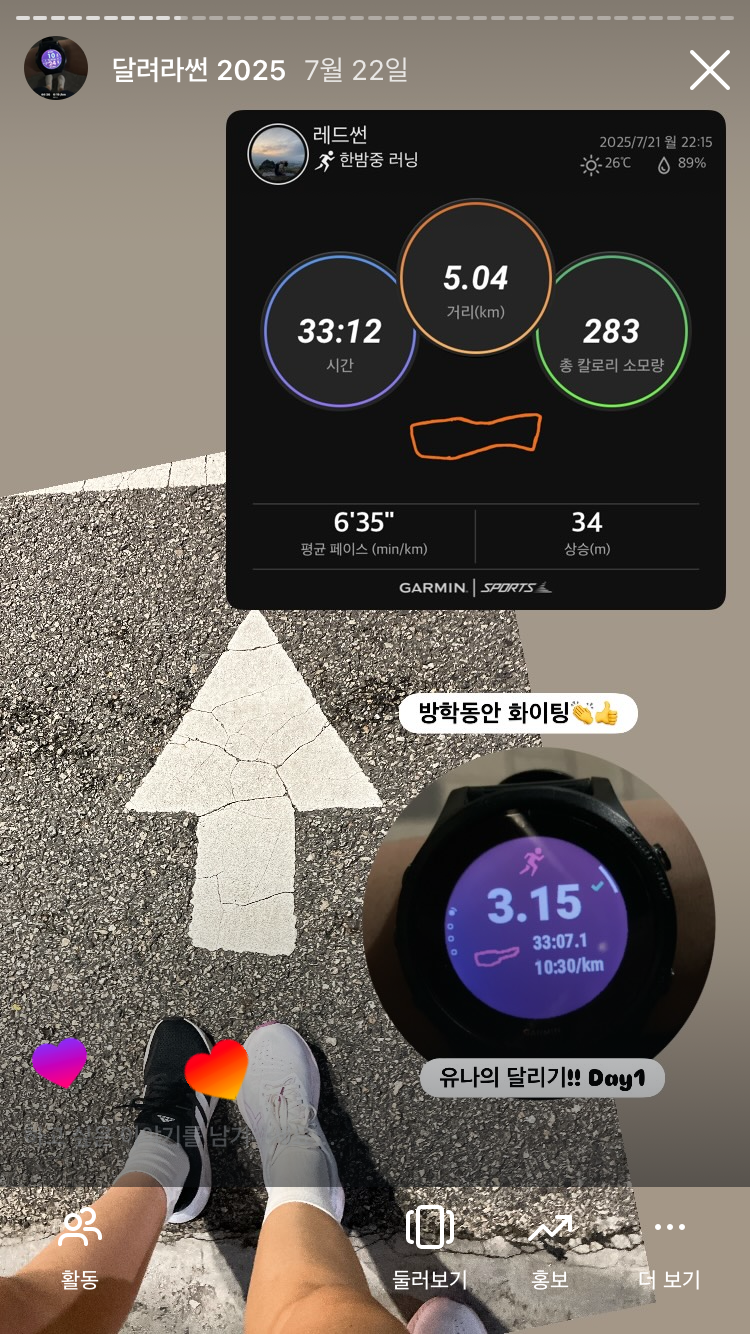 달려라썬 2025 7월 22일
레드썬
한밤중 러닝
2025/7/21 월 22:15
26℃ 89%
5.04
거리(km)
33:12
시간
283
총 칼로리 소모량
6'35"
평균 페이스 (min/km)
34
상승(m)
GARMIN | SPORTS
방학동안 화이팅👏👍
3.15
33:07.1
10:30/km
유나의 달리기!! Day1
활동
둘러보기
홍보
더 보기